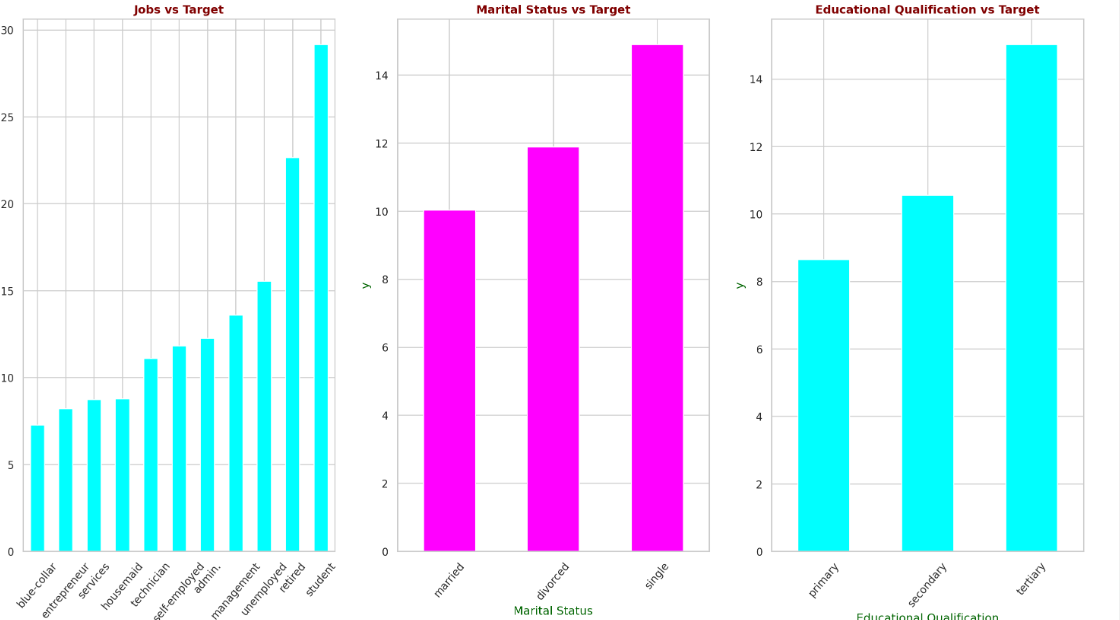 Jobs vs Target
30
25
20
15
10
5
0
blue-collar
entrepreneur
services
housemaid
technician
self-employed
admin.
management
unemployed
retired
student
Marital Status vs Target
y
14
12
10
8
6
4
2
0
married
divorced
single
Marital Status
Educational Qualification vs Target
y
14
12
10
8
6
4
2
0
primary
secondary
tertiary
Educational Qualification